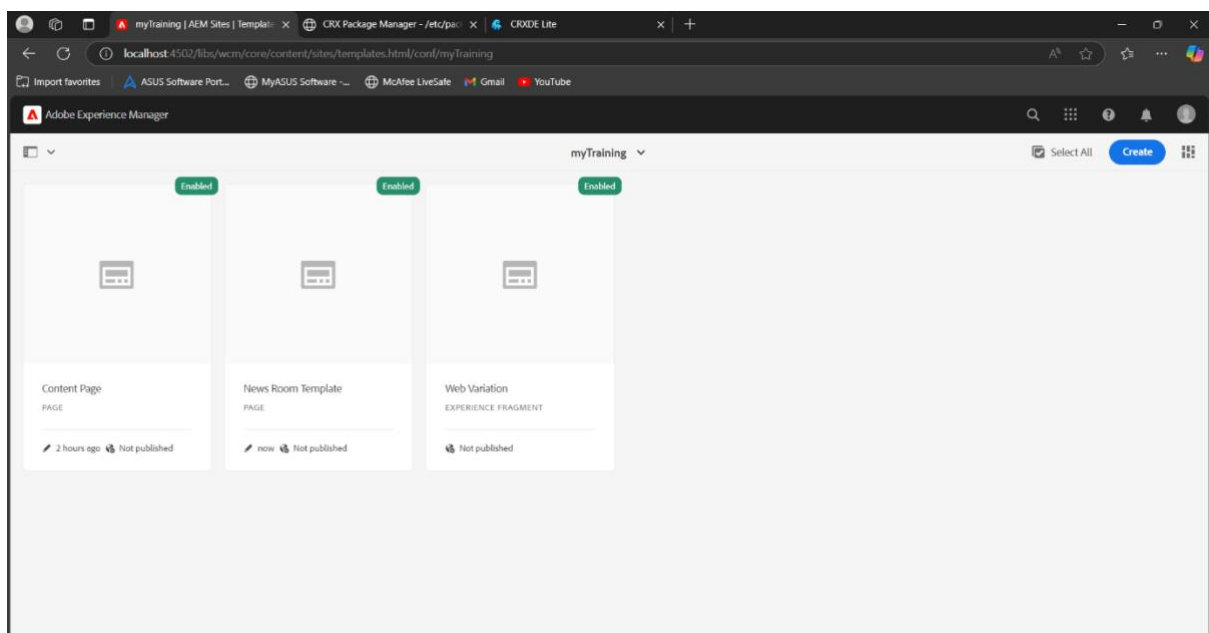 myTraining | AEM Sites | Template
CRX Package Manager - /etc/pac
CRXDE Lite
localhost:4502/libs/wcm/core/content/sites/templates.html/conf/myTraining
Import favorites
ASUS Software Port...
MyASUS Software -...
McAfee LiveSafe
Gmail
YouTube
Adobe Experience Manager
myTraining
Select All
Create
Enabled
Enabled
Enabled
Content Page
PAGE
2 hours ago
Not published
News Room Template
PAGE
now
Not published
Web Variation
EXPERIENCE FRAGMENT
Not published